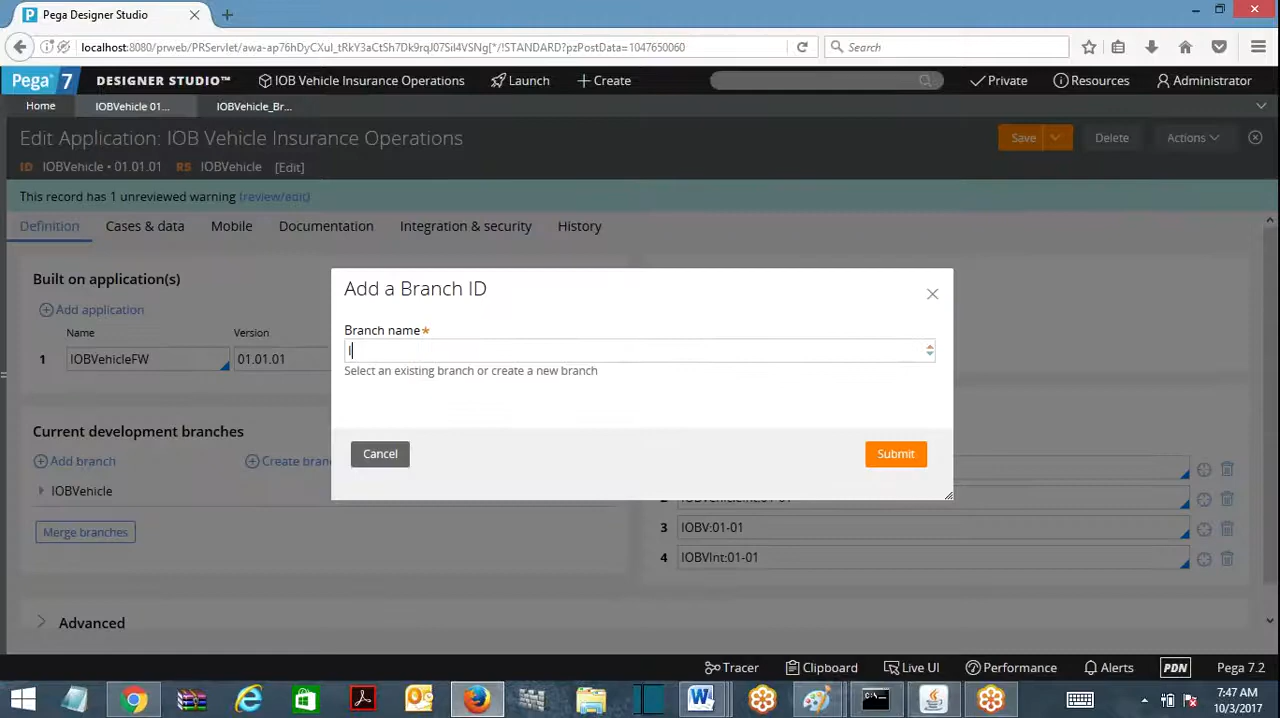 Pega Designer Studio
localhost:8080/prweb/PRServlet/awa-ap76hDyCXuI_tRkY3aCtSh7Dk9rqJ07SiI4VSNg[*/!STANDARD?pzPostData=1047650060
Search
Pega 7 DESIGNER STUDIO™ IOB Vehicle Insurance Operations Launch Create Private Resources Administrator
Home IOBVehicle 01... IOBVehicle_Br...
Edit Application: IOB Vehicle Insurance Operations Save Delete Actions
ID IOBVehicle • 01.01.01 RS IOBVehicle [Edit]
This record has 1 unreviewed warning (review/edit)
Definition Cases & data Mobile Documentation Integration & security History
Built on application(s)
Add application
Name Version
1 IOBVehicleFW 01.01.01
Add a Branch ID
Branch name*
I
Select an existing branch or create a new branch
Cancel Submit
Current development branches
Add branch Create bran
IOBVehicle
Merge branches
3 IOBV:01-01
4 IOBVInt:01-01
Advanced
Tracer Clipboard Live UI Performance Alerts PDN Pega 7.2
7:47 AM
10/3/2017